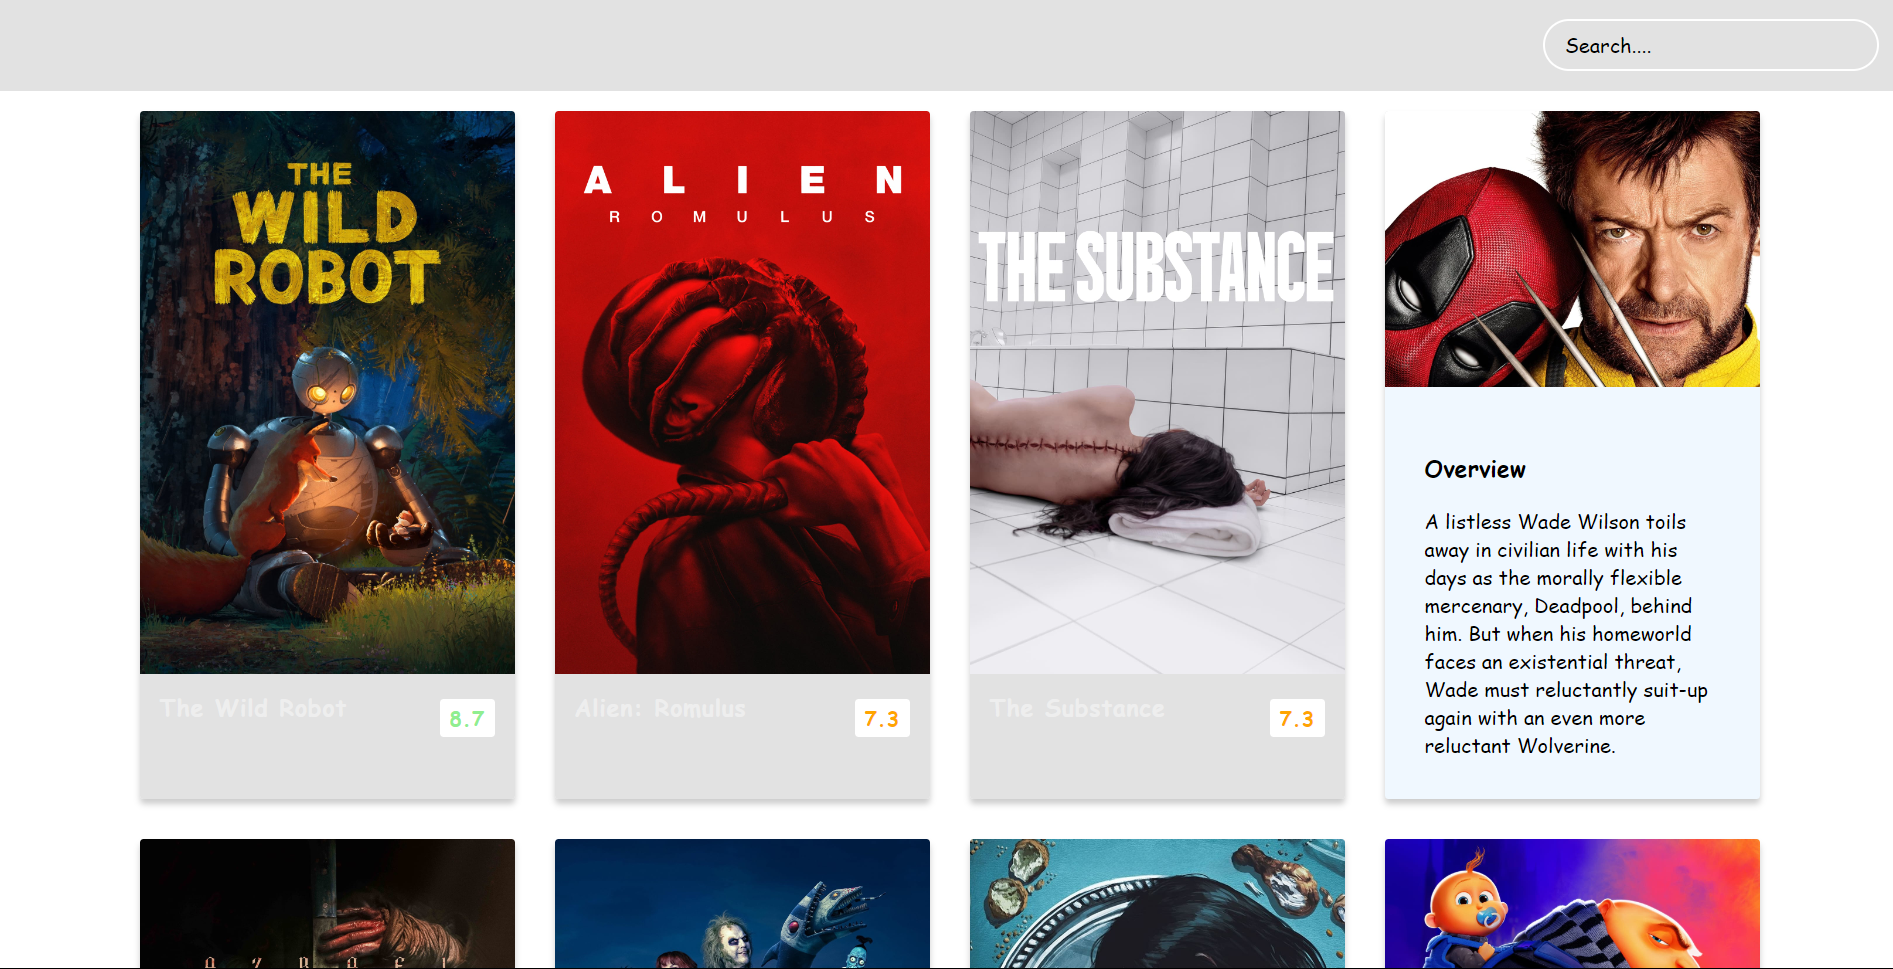 Search....
THE
WILD
ROBOT
ALIEN
ROMULUS
THE SUBSTANCE
Overview
A listless Wade Wilson toils
away in civilian life with his
days as the morally flexible
mercenary, Deadpool, behind
him. But when his homeworld
faces an existential threat,
Wade must reluctantly suit-up
again with an even more
reluctant Wolverine.
The Wild Robot
8.7
Alien: Romulus
7.3
The Substance
7.3